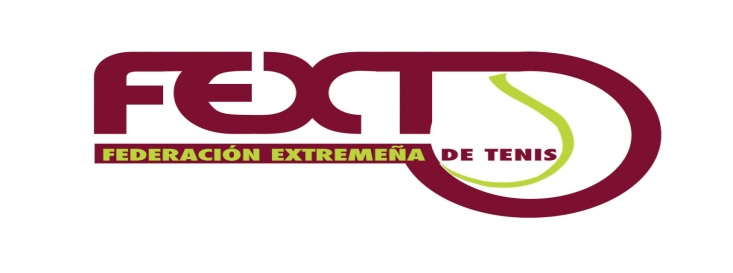 FEXT
FEDERACIÓN EXTREMEÑA DE TENIS